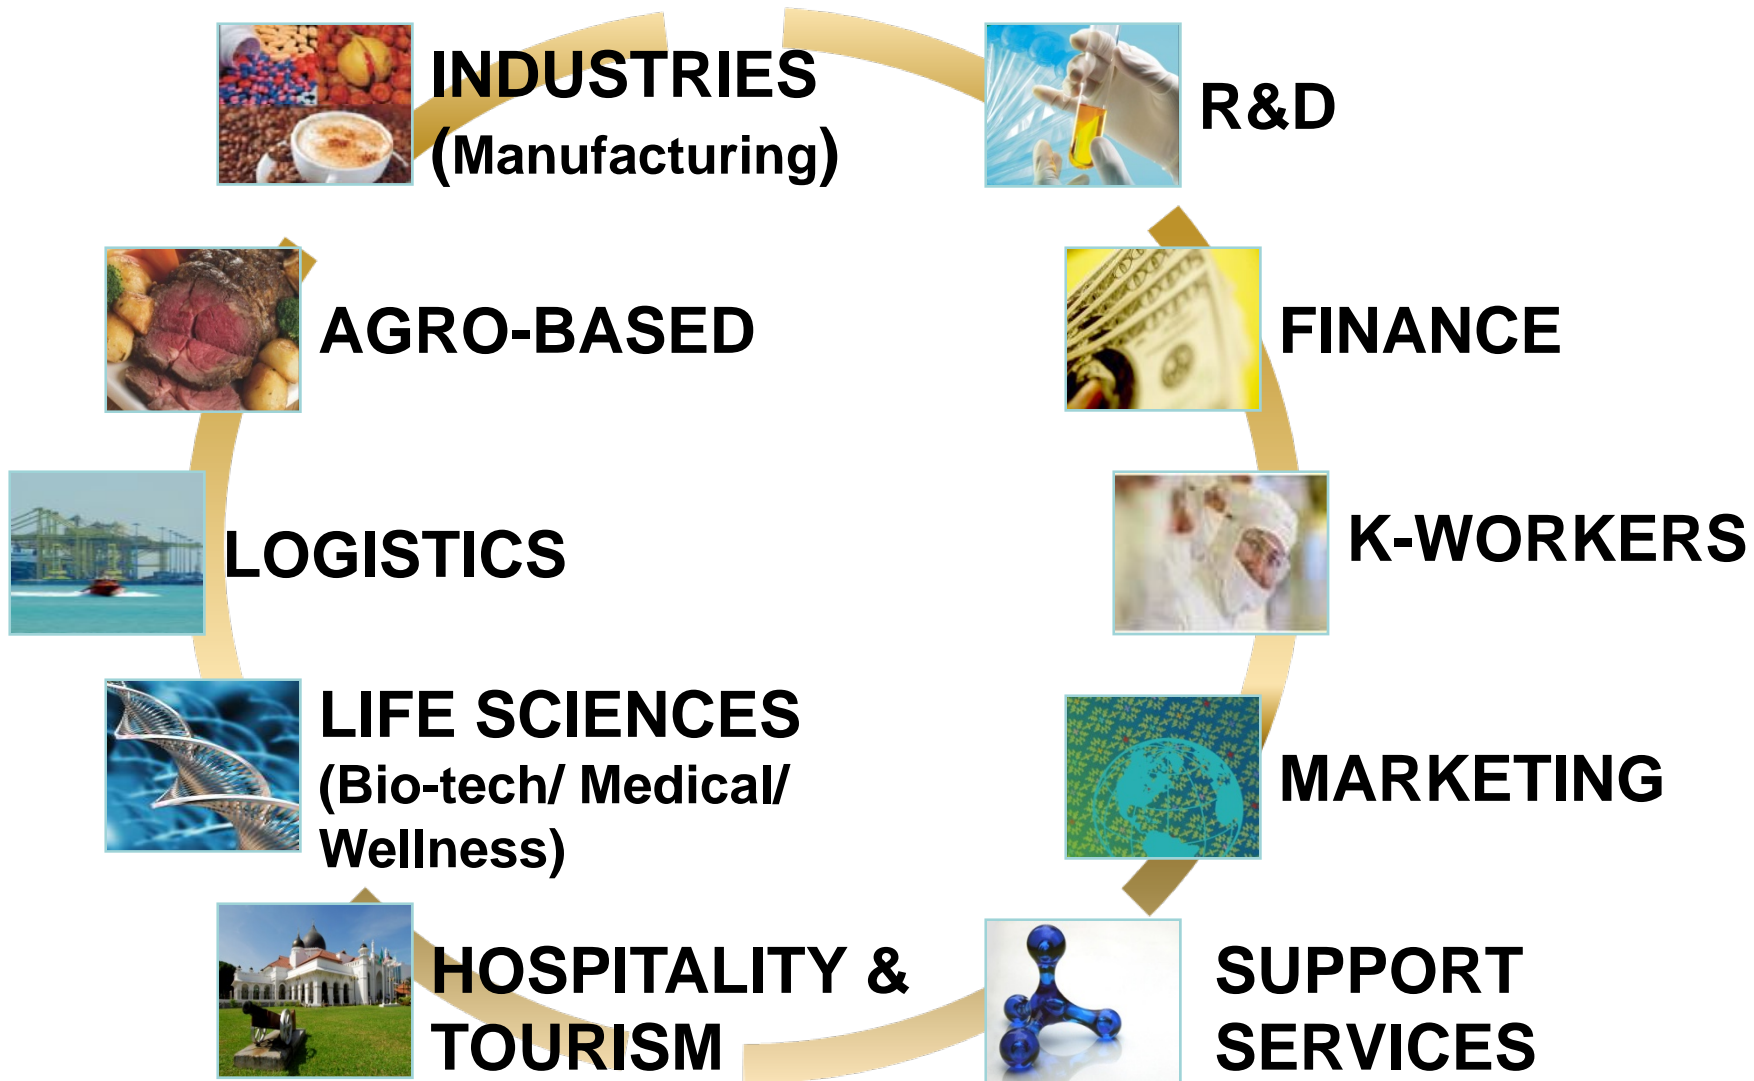 INDUSTRIES
(Manufacturing)
AGRO-BASED
LOGISTICS
LIFE SCIENCES
(Bio-tech/ Medical/
Wellness)
HOSPITALITY &
TOURISM
R&D
FINANCE
K-WORKERS
MARKETING
SUPPORT
SERVICES